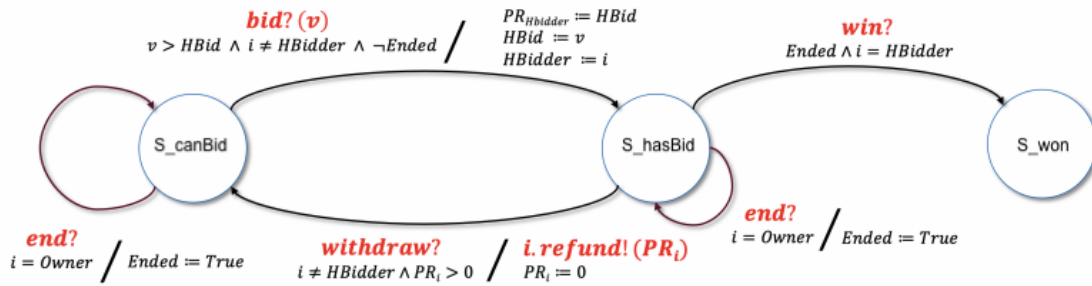 bid? (v)
v > HBid ∧ i ≠ HBidder ∧ ¬Ended /
PR_Hbidder ≔ HBid
HBid ≔ v
HBidder ≔ i
win?
Ended ∧ i = HBidder
S_canBid
S_hasBid
S_won
end?
i = Owner / Ended ≔ True
withdraw?
i ≠ HBidder ∧ PR_i > 0 /
i.refund! (PR_i)
PR_i ≔ 0
end?
i = Owner / Ended ≔ True